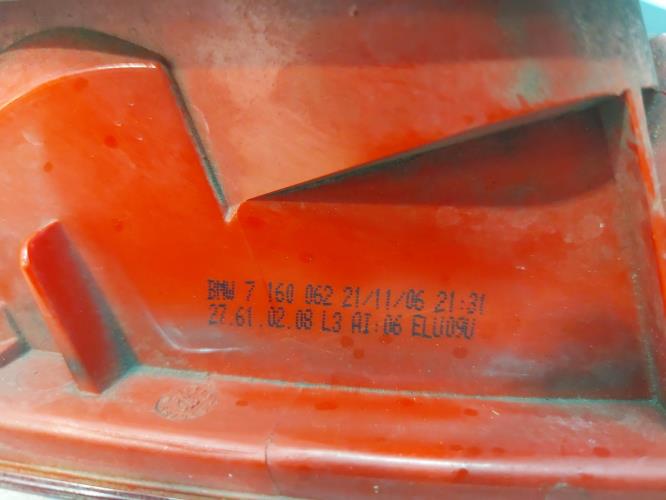 BMW 7 160 062 21/11/06 21:31
27.61.02.08 L3 AI:06 ELU09U